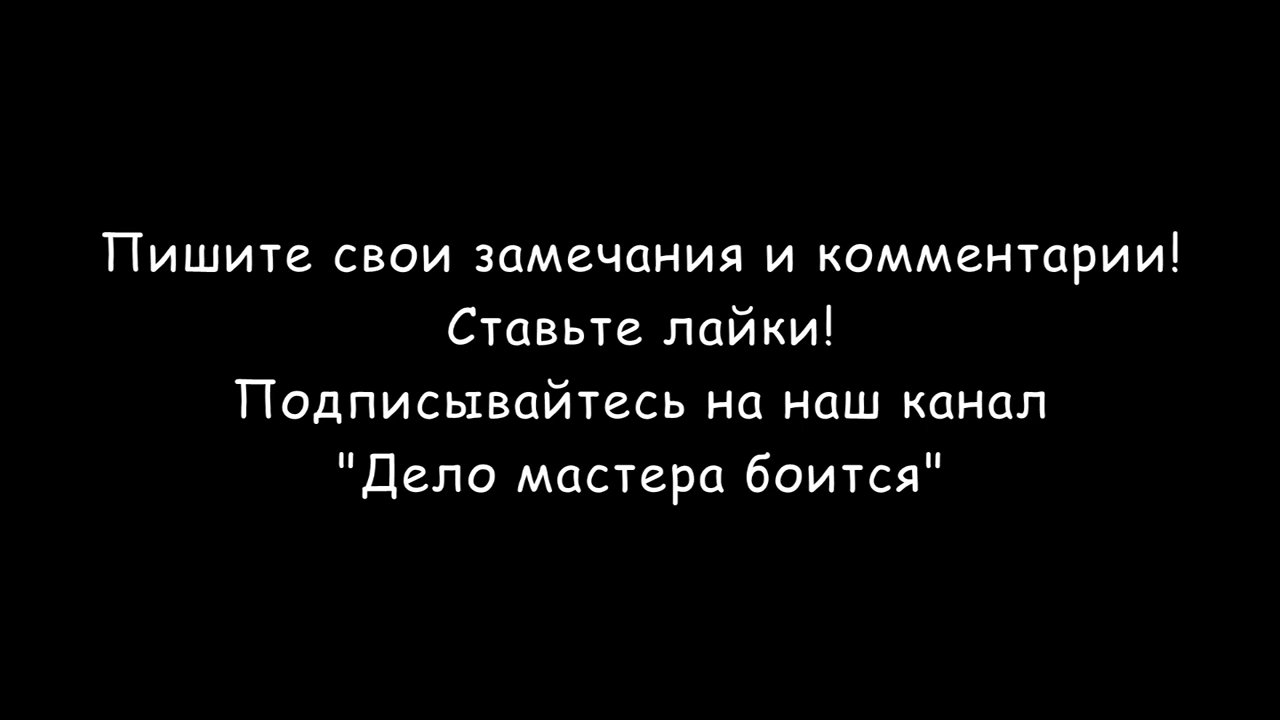 Пишите свои замечания и комментарии!
Ставьте лайки!
Подписывайтесь на наш канал
"Дело мастера боится"